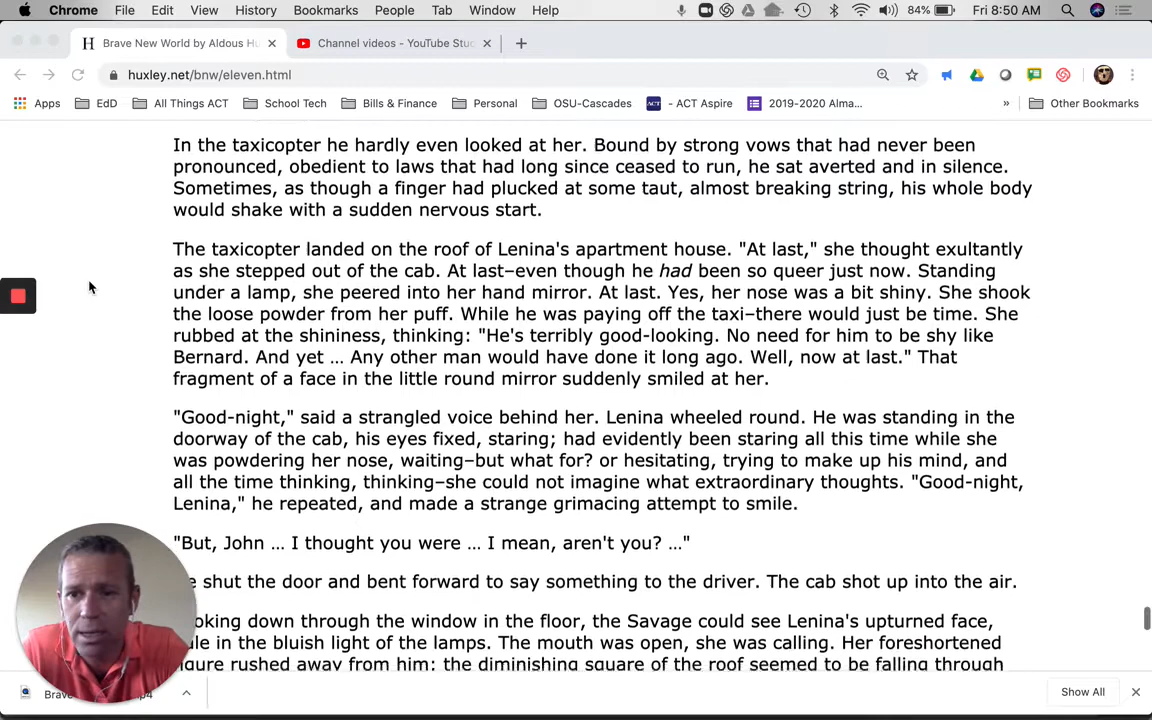 Chrome File Edit View History Bookmarks People Tab Window Help 84% Fri 8:50 AM
H Brave New World by Aldous Hu Channel videos - YouTube Stud
huxley.net/bnw/eleven.html
Apps EdD All Things ACT School Tech Bills & Finance Personal OSU-Cascades ACT - ACT Aspire 2019-2020 Alma... » Other Bookmarks
In the taxicopter he hardly even looked at her. Bound by strong vows that had never been
pronounced, obedient to laws that had long since ceased to run, he sat averted and in silence.
Sometimes, as though a finger had plucked at some taut, almost breaking string, his whole body
would shake with a sudden nervous start.
The taxicopter landed on the roof of Lenina's apartment house. "At last," she thought exultantly
as she stepped out of the cab. At last–even though he had been so queer just now. Standing
under a lamp, she peered into her hand mirror. At last. Yes, her nose was a bit shiny. She shook
the loose powder from her puff. While he was paying off the taxi–there would just be time. She
rubbed at the shininess, thinking: "He's terribly good-looking. No need for him to be shy like
Bernard. And yet … Any other man would have done it long ago. Well, now at last." That
fragment of a face in the little round mirror suddenly smiled at her.
"Good-night," said a strangled voice behind her. Lenina wheeled round. He was standing in the
doorway of the cab, his eyes fixed, staring; had evidently been staring all this time while she
was powdering her nose, waiting–but what for? or hesitating, trying to make up his mind, and
all the time thinking, thinking–she could not imagine what extraordinary thoughts. "Good-night,
Lenina," he repeated, and made a strange grimacing attempt to smile.
"But, John … I thought you were … I mean, aren't you? …"
e shut the door and bent forward to say something to the driver. The cab shot up into the air.
oking down through the window in the floor, the Savage could see Lenina's upturned face,
le in the bluish light of the lamps. The mouth was open, she was calling. Her foreshortened
gure rushed away from him; the diminishing square of the roof seemed to be falling through
Brave .mp4 Show All